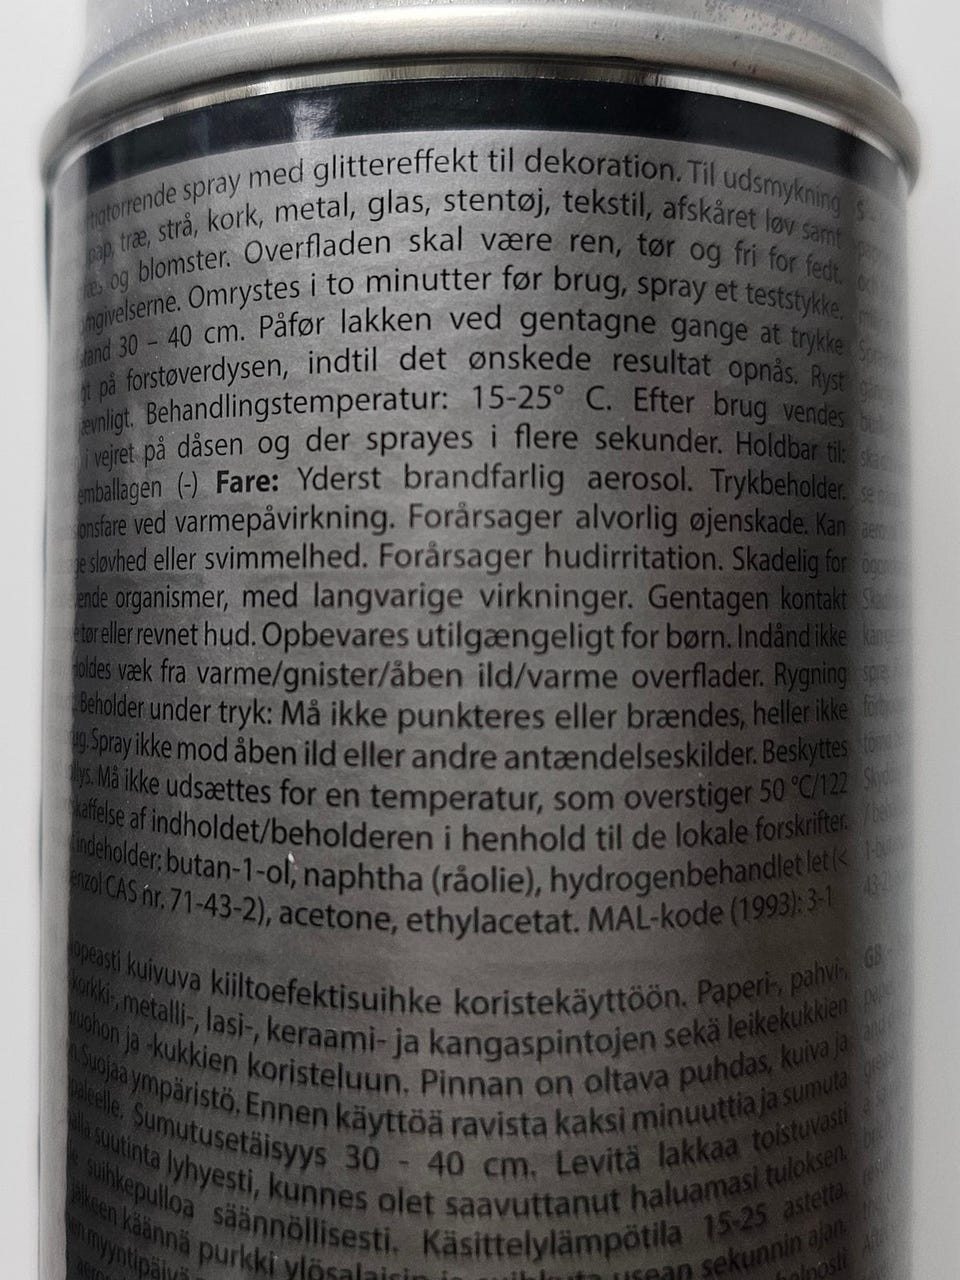 spray med glittereffekt til dekoration. Til udsmykning
pap, træ, strå, kork, metal, glas, stentøj, tekstil, afskåret løv samt
og blomster. Overfladen skal være ren, tør og fri for fedt.
Omrystes i to minutter før brug, spray et teststykke.
30 – 40 cm. Påfør lakken ved gentagne gange at trykke
på forstøverdysen, indtil det ønskede resultat opnås. Ryst
Behandlingstemperatur: 15-25° C. Efter brug vendes
i vejret på dåsen og der sprayes i flere sekunder. Holdbar til:
emballagen (-) Fare: Yderst brandfarlig aerosol. Trykbeholder.
ved varmepåvirkning. Forårsager alvorlig øjenskade. Kan
sløvhed eller svimmelhed. Forårsager hudirritation. Skadelig for
organismer, med langvarige virkninger. Gentagen kontakt
tør eller revnet hud. Opbevares utilgængeligt for børn. Indånd ikke
væk fra varme/gnister/åben ild/varme overflader. Rygning
Beholder under tryk: Må ikke punkteres eller brændes, heller ikke
Spray ikke mod åben ild eller andre antændelseskilder. Beskyttes
Må ikke udsættes for en temperatur, som overstiger 50 °C/122
af indholdet/beholderen i henhold til de lokale forskrifter.
indeholder: butan-1-ol, naphtha (råolie), hydrogenbehandlet let (<
CAS nr. 71-43-2), acetone, ethylacetat. MAL-kode (1993): 3-1
kuivuva kiiltoefektisuihke koristekäyttöön. Paperi-, pahvi-,
korkki-, metalli-, lasi-, keraami- ja kangaspintojen sekä leikekukkien
ja -kukkien koristeluun. Pinnan on oltava puhdas, kuiva ja
Suojaa ympäristö. Ennen käyttöä ravista kaksi minuuttia ja sumuta
Sumutusetäisyys 30 - 40 cm. Levitä lakkaa toistuvasti
suutinta lyhyesti, kunnes olet saavuttanut haluamasi tuloksen.
suihkepulloa säännöllisesti. Käsittelylämpötila 15-25 astetta.
jälkeen käännä purkki ylösalaisin ja suihkuta usean sekunnin ajan.
GB